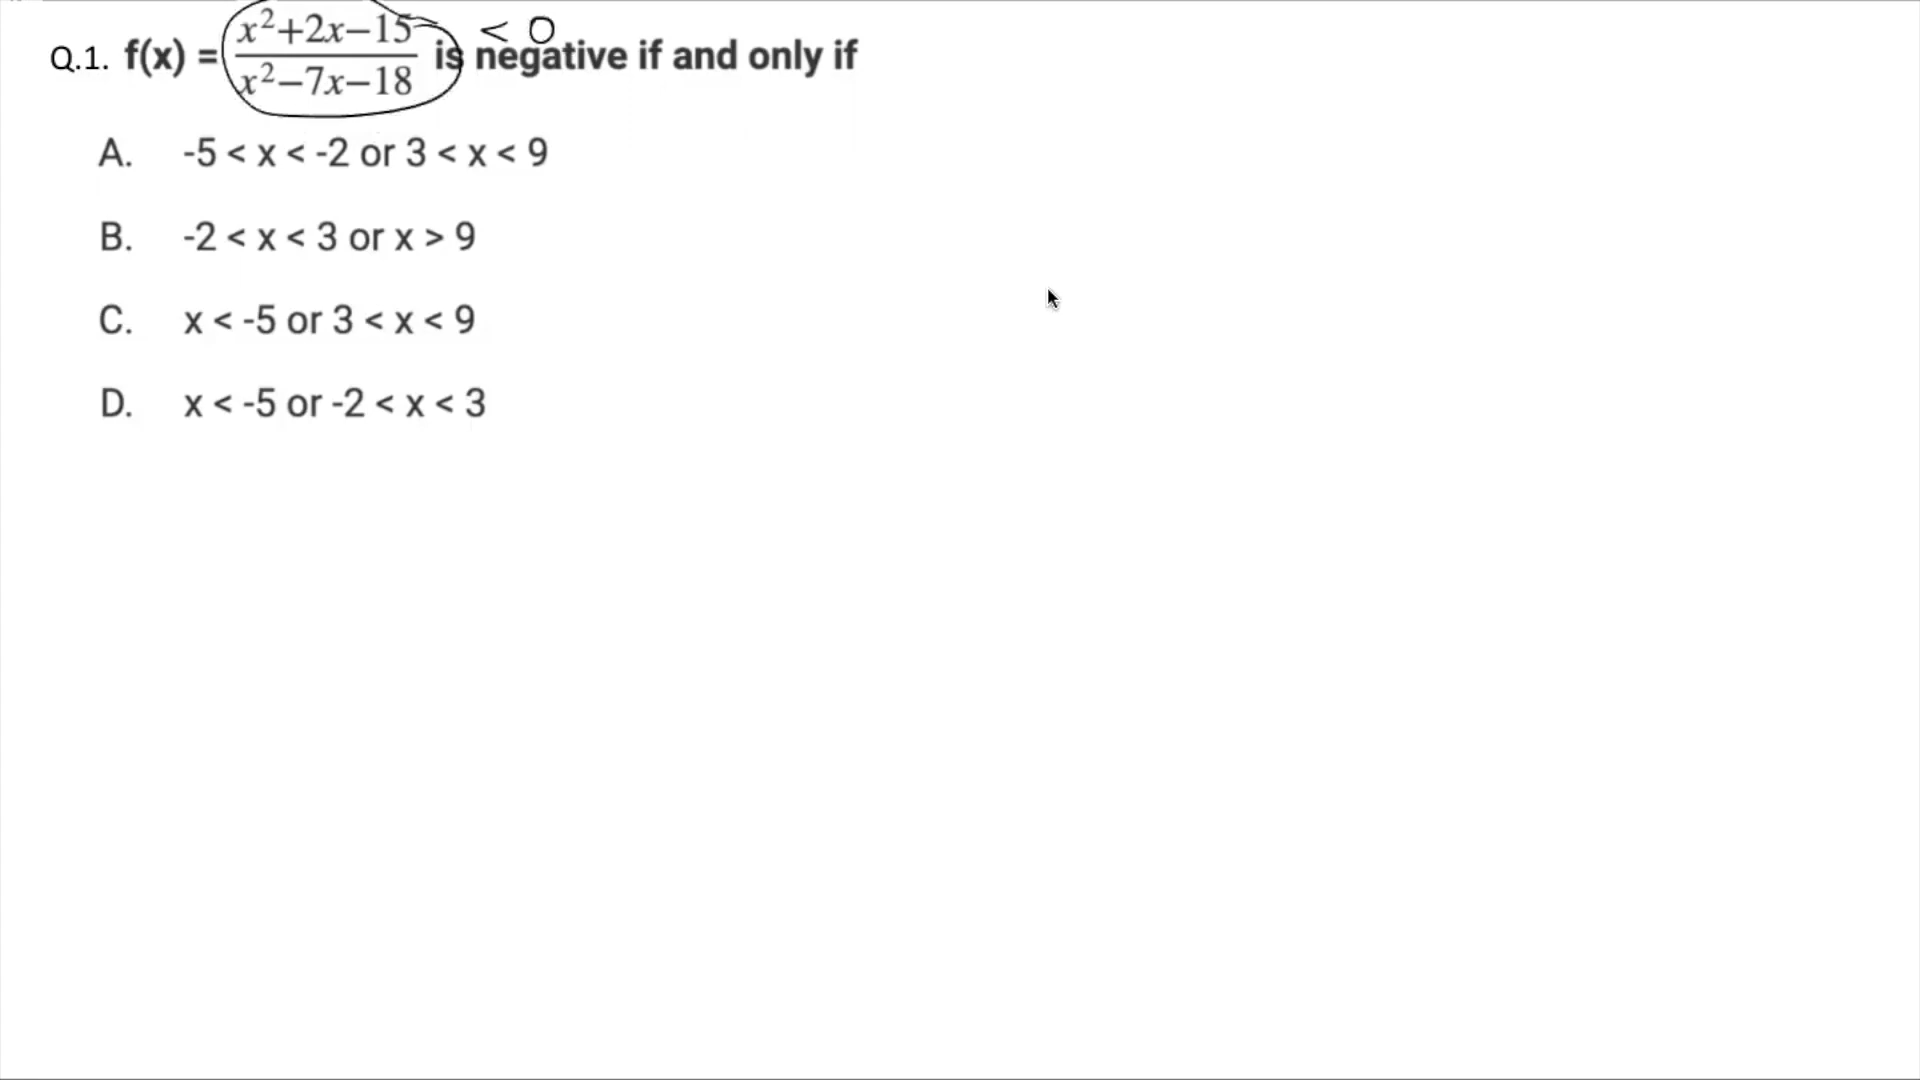 Q.1. f(x) = x²+2x−15 / x²−7x−18 < 0 is negative if and only if
A. -5 < x < -2 or 3 < x < 9
B. -2 < x < 3 or x > 9
C. x < -5 or 3 < x < 9
D. x < -5 or -2 < x < 3